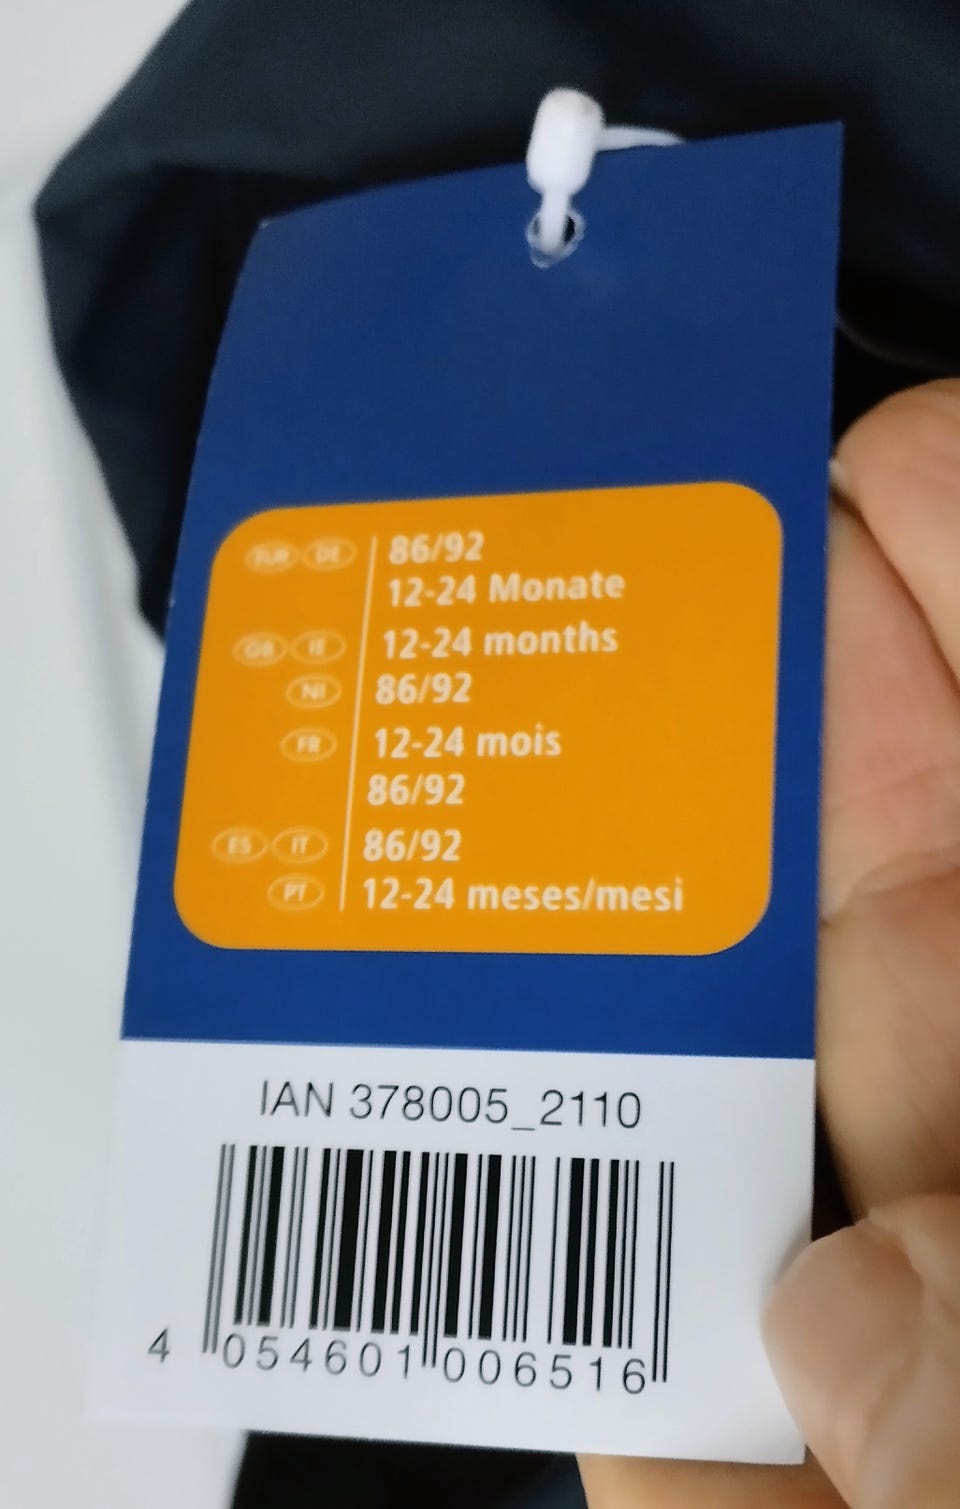 EUR DE 86/92
12-24 Monate
GB IE 12-24 months
NI 86/92
FR 12-24 mois
86/92
ES IT 86/92
PT 12-24 meses/mesi
IAN 378005_2110
4 054601 006516